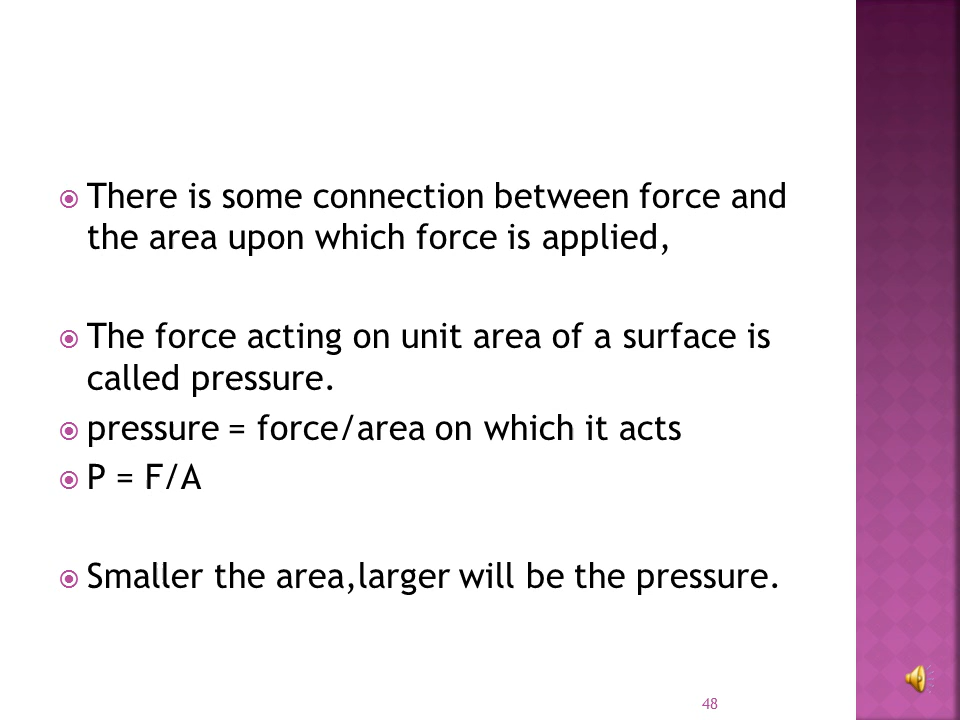 There is some connection between force and
the area upon which force is applied,
The force acting on unit area of a surface is
called pressure.
pressure = force/area on which it acts
P = F/A
Smaller the area,larger will be the pressure.
48